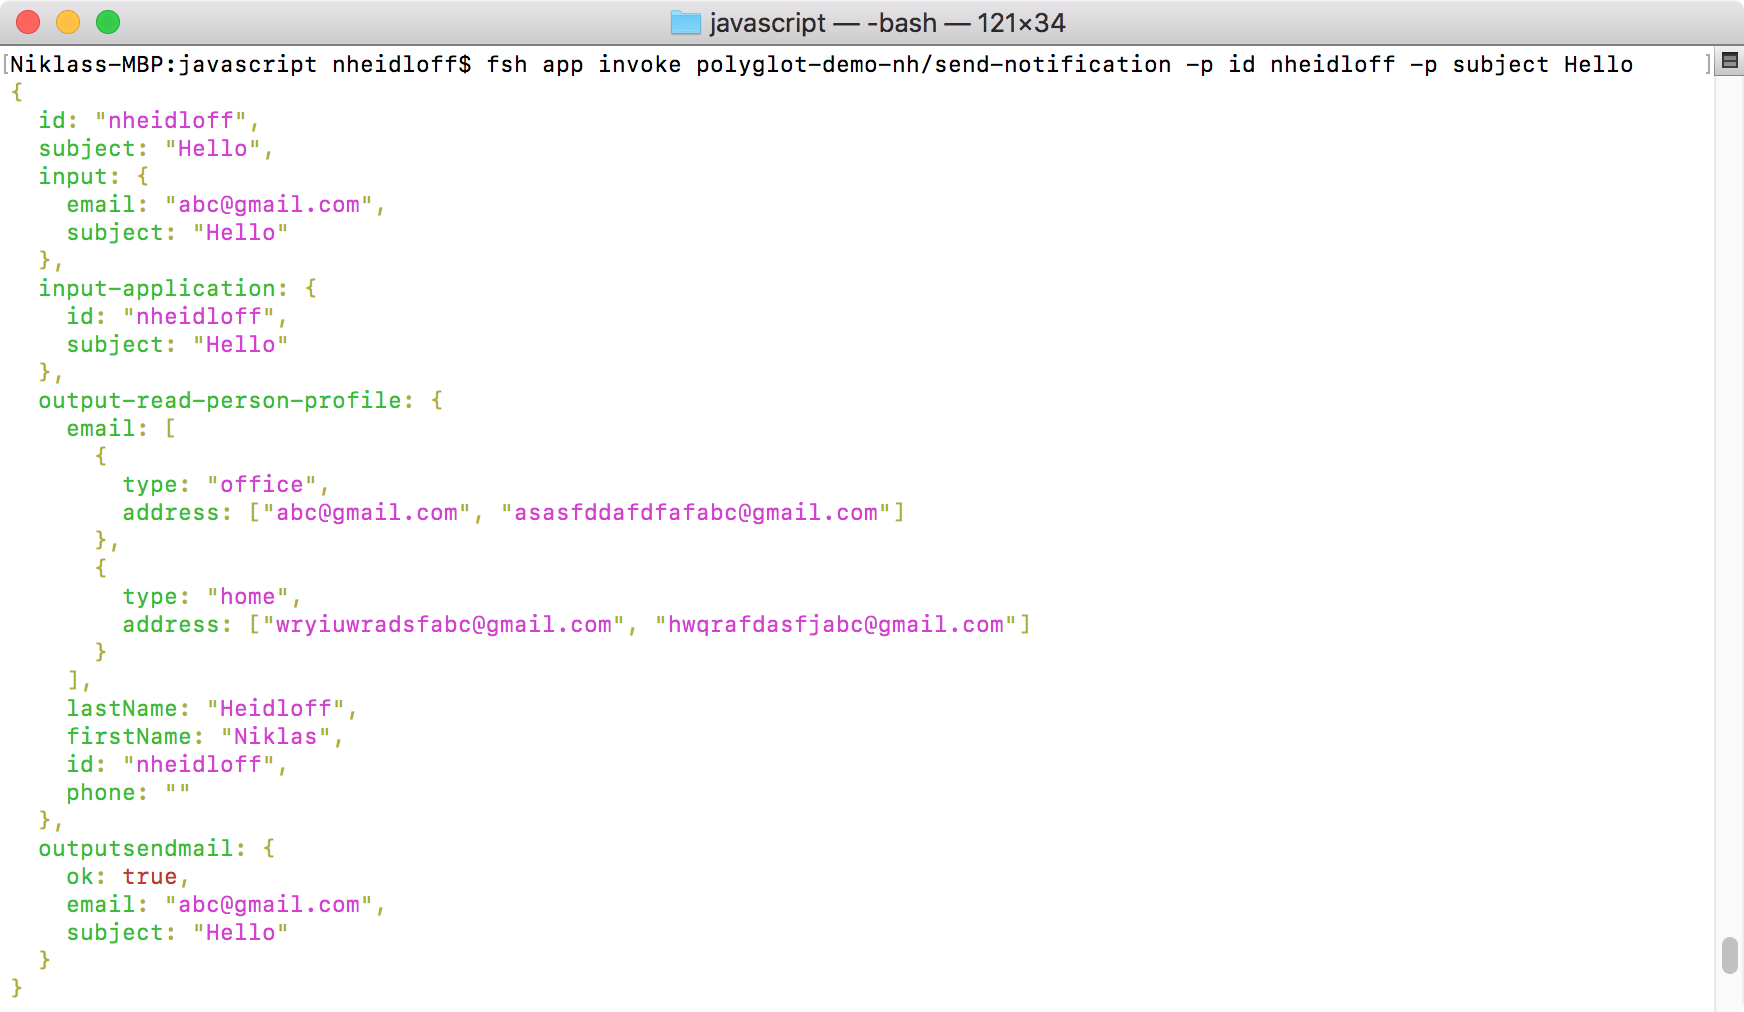 javascript — -bash — 121×34
[Niklass-MBP:javascript nheidloff$ fsh app invoke polyglot-demo-nh/send-notification -p id nheidloff -p subject Hello ]
{
  id: "nheidloff",
  subject: "Hello",
  input: {
    email: "abc@gmail.com",
    subject: "Hello"
  },
  input-application: {
    id: "nheidloff",
    subject: "Hello"
  },
  output-read-person-profile: {
    email: [
      {
        type: "office",
        address: ["abc@gmail.com", "asasfddafdfafabc@gmail.com"]
      },
      {
        type: "home",
        address: ["wryiuwradsfabc@gmail.com", "hwqrafdasfjabc@gmail.com"]
      }
    ],
    lastName: "Heidloff",
    firstName: "Niklas",
    id: "nheidloff",
    phone: ""
  },
  outputsendmail: {
    ok: true,
    email: "abc@gmail.com",
    subject: "Hello"
  }
}